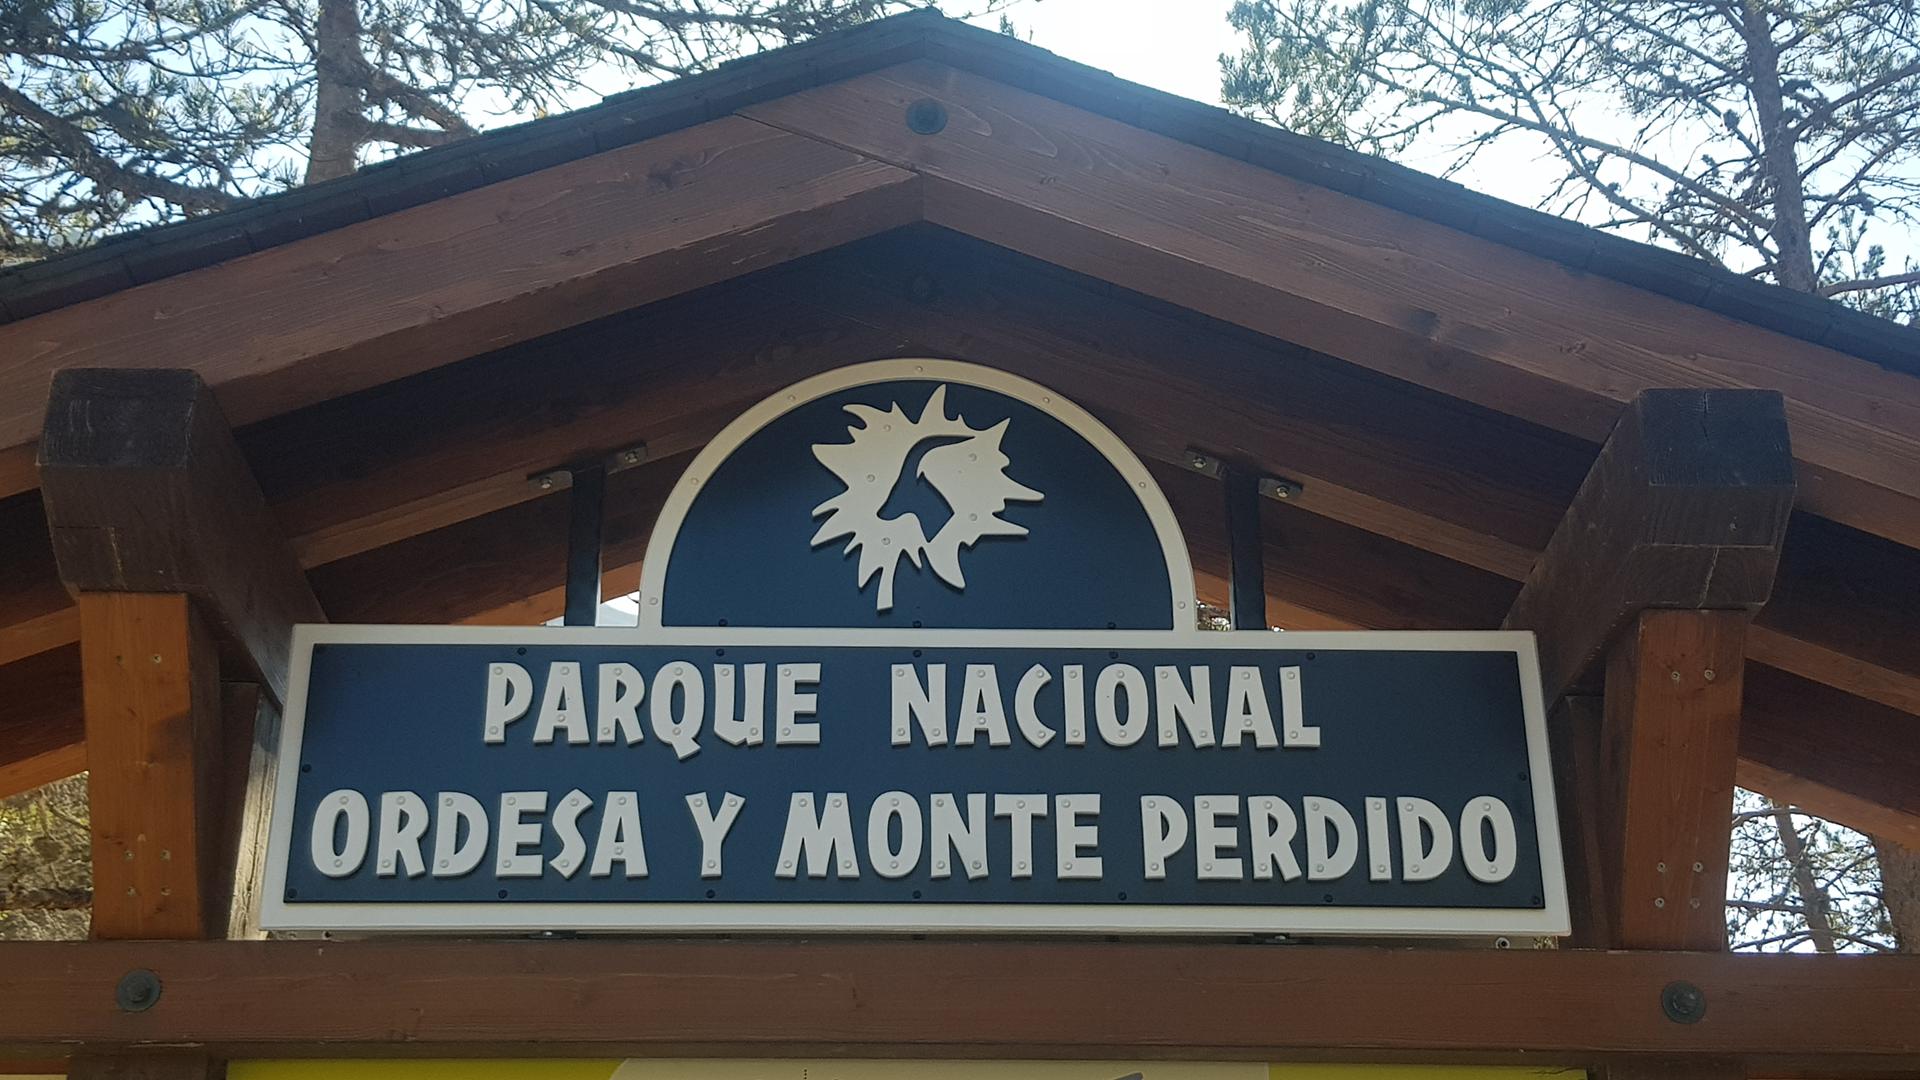 PARQUE NACIONAL
ORDESA Y MONTE PERDIDO